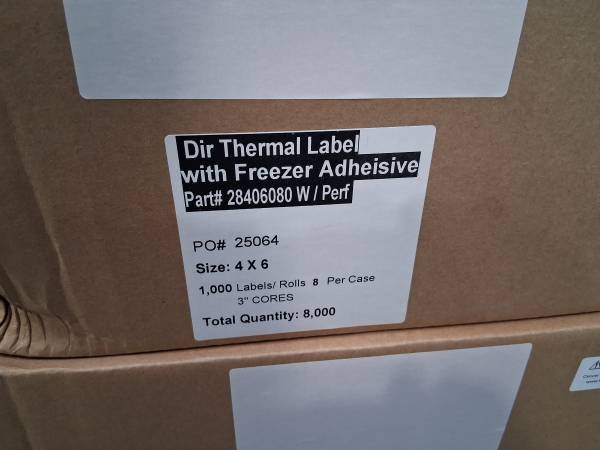 Dir Thermal Label
with Freezer Adheisive
Part# 28406080 W / Perf
PO# 25064
Size: 4 X 6
1,000 Labels/ Rolls 8 Per Case
3" CORES
Total Quantity: 8,000